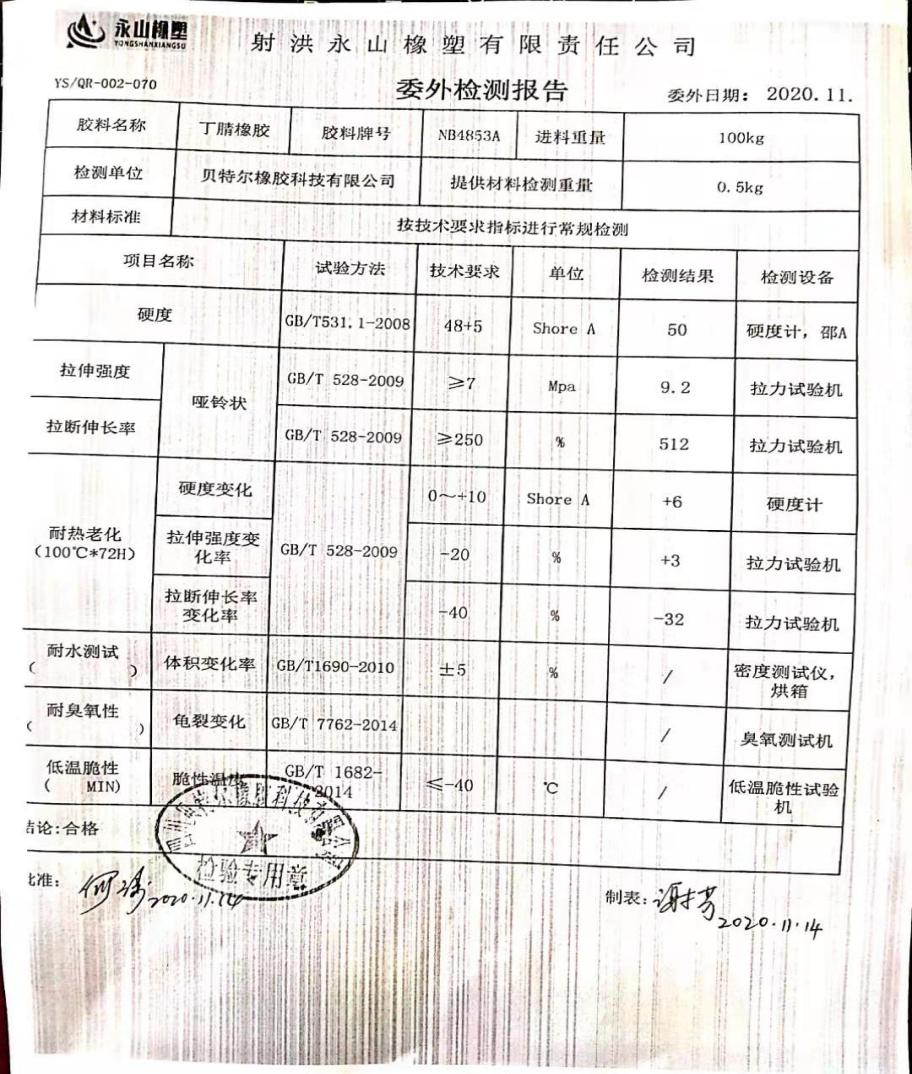 永山橡塑
YONGSHANXIANGSU
射洪永山橡塑有限责任公司
YS/QR-002-070
委外检测报告
委外日期： 2020.11.
胶料名称 丁腈橡胶 胶料牌号 NB4853A 进料重量 100kg
检测单位 贝特尔橡胶科技有限公司 提供材料检测重量 0.5kg
材料标准 按技术要求指标进行常规检测
项目名称 试验方法 技术要求 单位 检测结果 检测设备
硬度 GB/T531.1-2008 48+5 Shore A 50 硬度计，邵A
拉伸强度 哑铃状 GB/T 528-2009 ≥7 Mpa 9.2 拉力试验机
拉断伸长率 GB/T 528-2009 ≥250 % 512 拉力试验机
耐热老化
(100℃*72H)
硬度变化 GB/T 528-2009 0～+10 Shore A +6 硬度计
拉伸强度变
化率
-20 % +3 拉力试验机
拉断伸长率
变化率
-40 % -32 拉力试验机
耐水测试
( )
体积变化率 GB/T1690-2010 ±5 % / 密度测试仪，
烘箱
耐臭氧性
( )
龟裂变化 GB/T 7762-2014 / 臭氧测试机
低温脆性
( MIN)
脆性温度 GB/T 1682-
2014
≤-40 ℃ / 低温脆性试验
机
结论:合格
橡胶科技有限公
检验专用章
批准：
2020.11.14
制表：谢芳
2020.11.14